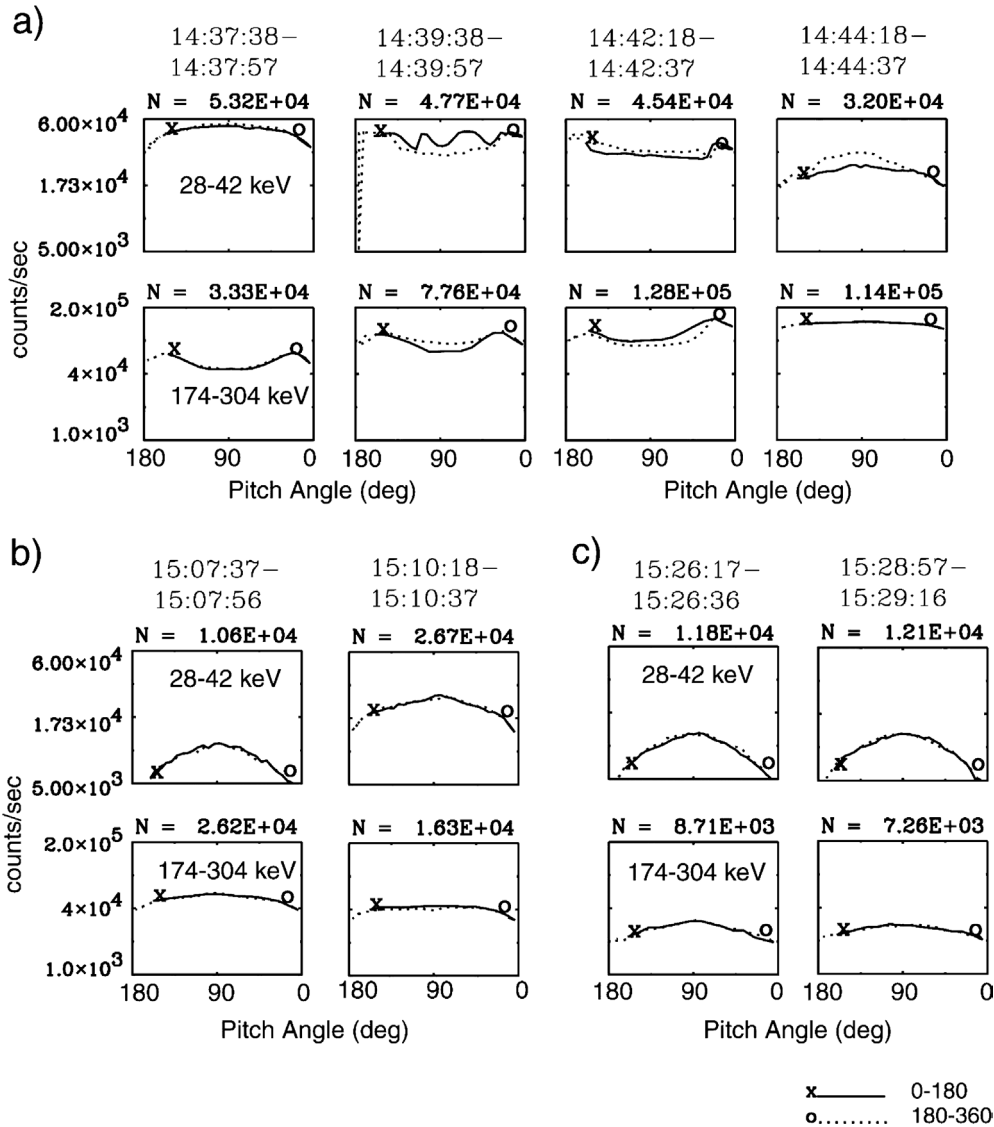 a)
14:37:38– 14:39:38– 14:42:18– 14:44:18–
14:37:57 14:39:57 14:42:37 14:44:37
N = 5.32E+04 N = 4.77E+04 N = 4.54E+04 N = 3.20E+04
6.00×10⁴
X O X O X O X O
28-42 keV
1.73×10⁴
5.00×10³
counts/sec
N = 3.33E+04 N = 7.76E+04 N = 1.28E+05 N = 1.14E+05
2.0×10⁵
X O X O X O X O
4×10⁴
174-304 keV
1.0×10³
180 90 0 180 90 0 180 90 0 180 90 0
Pitch Angle (deg) Pitch Angle (deg)
b)
15:07:37– 15:10:18–
15:07:56 15:10:37
N = 1.06E+04 N = 2.67E+04
6.00×10⁴
28-42 keV
1.73×10⁴
X O X O
5.00×10³
counts/sec
N = 2.62E+04 N = 1.63E+04
2.0×10⁵
174-304 keV
X O X O
4×10⁴
1.0×10³
180 90 0 180 90 0
Pitch Angle (deg)
c)
15:26:17– 15:28:57–
15:26:36 15:29:16
N = 1.18E+04 N = 1.21E+04
28-42 keV
X O X O
N = 8.71E+03 N = 7.26E+03
174-304 keV
X O X O
180 90 0 180 90 0
Pitch Angle (deg)
X 0-180
O 180-360